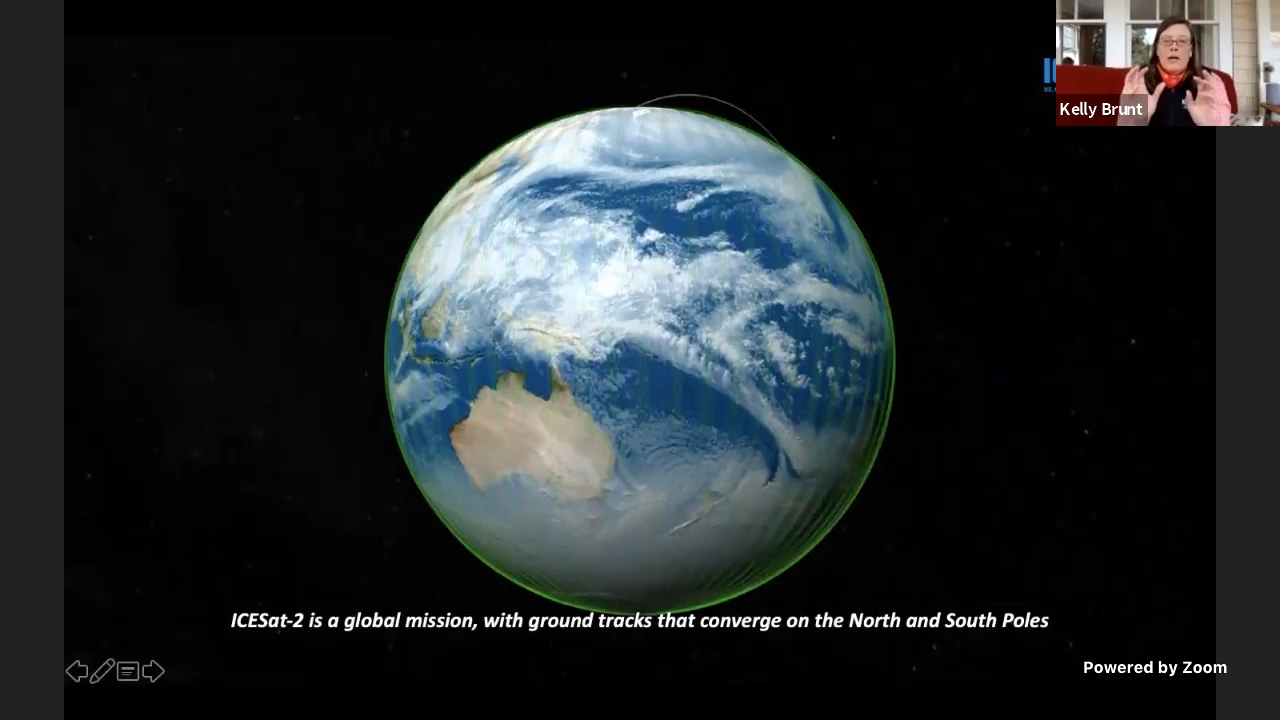 Kelly Brunt
ICESat-2 is a global mission, with ground tracks that converge on the North and South Poles
Powered by Zoom